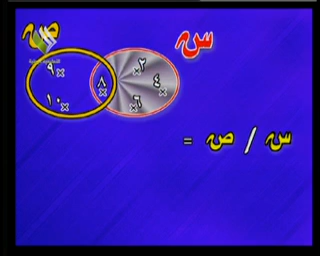 س ص
٩ ٨ ٢ ٤
١٠ ٦
س / ص =